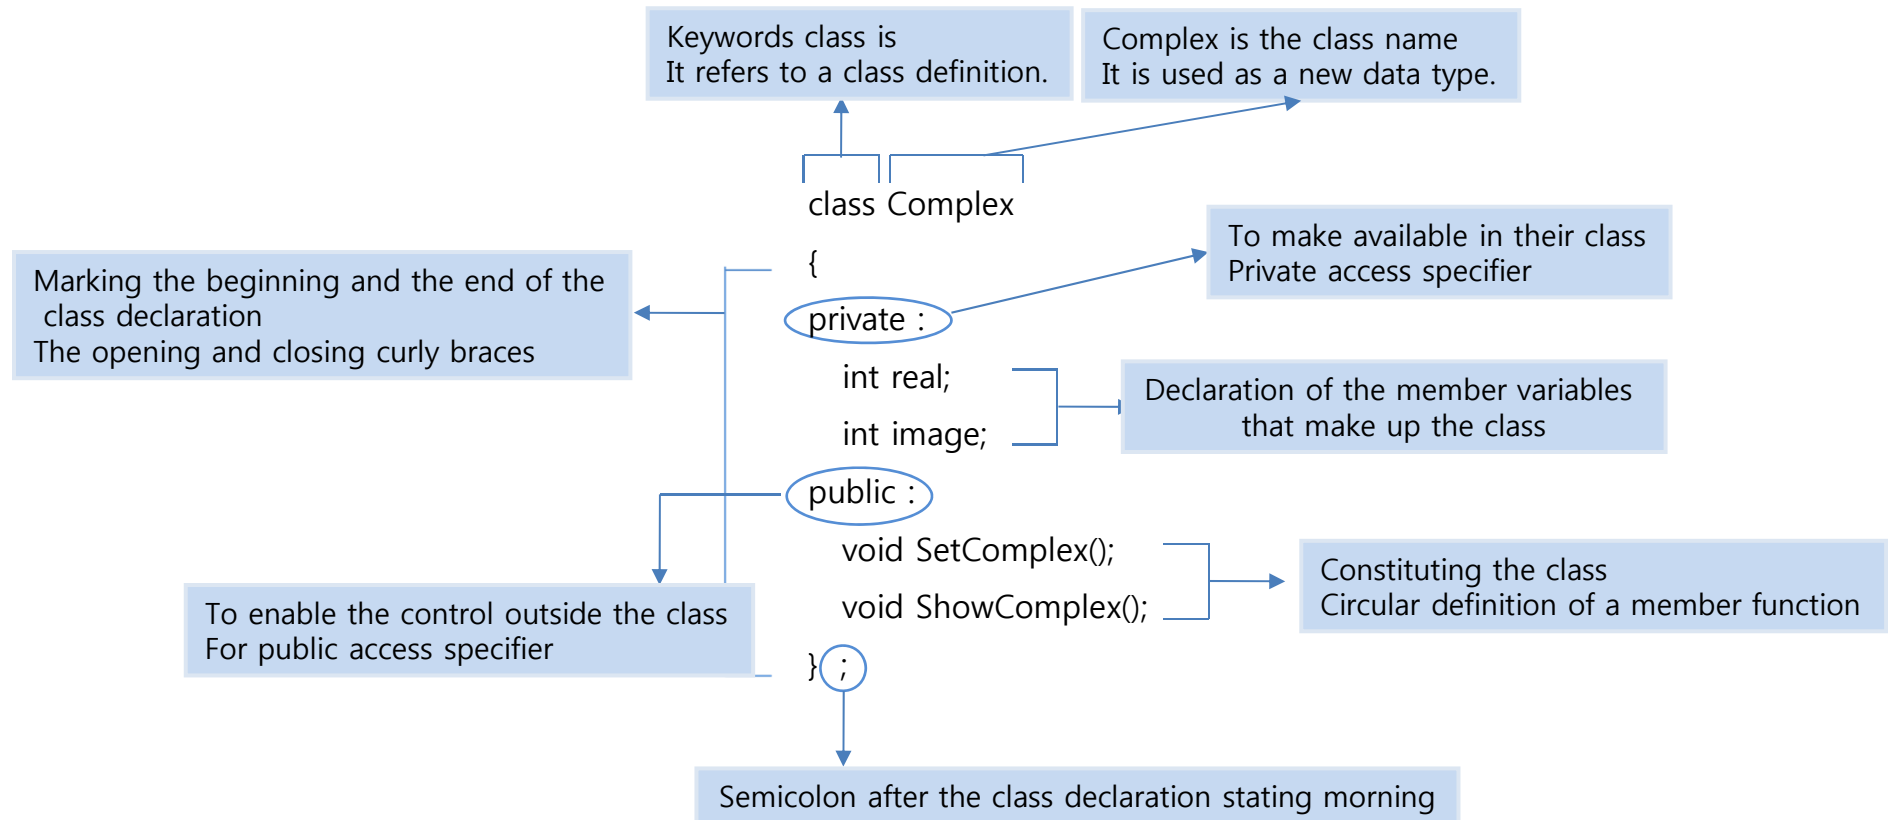 Keywords class is
It refers to a class definition.
Complex is the class name
It is used as a new data type.
class Complex
{
private :
int real;
int image;
public :
void SetComplex();
void ShowComplex();
} ;
To make available in their class
Private access specifier
Marking the beginning and the end of the
class declaration
The opening and closing curly braces
Declaration of the member variables
that make up the class
To enable the control outside the class
For public access specifier
Constituting the class
Circular definition of a member function
Semicolon after the class declaration stating morning